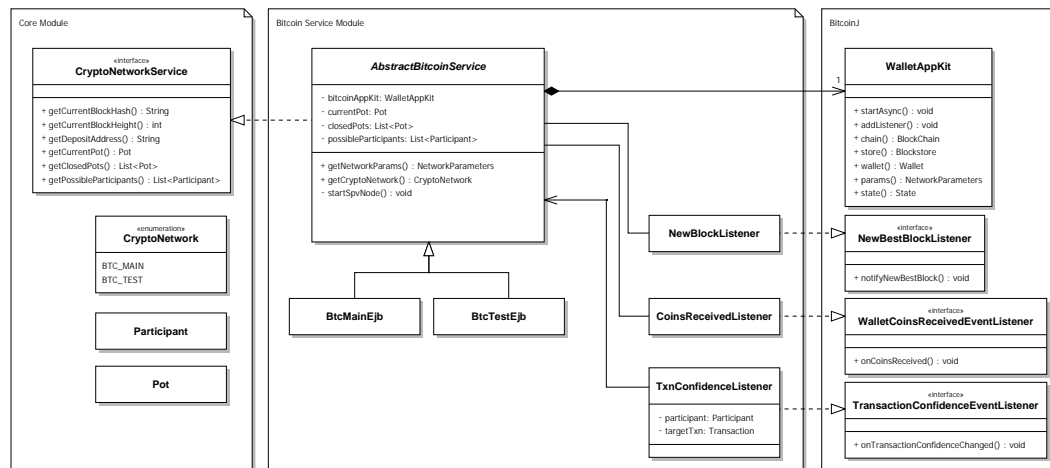 Core Module
«interface»
CryptoNetworkService
+ getCurrentBlockHash() : String
+ getCurrentBlockHeight() : int
+ getDepositAddress() : String
+ getCurrentPot() : Pot
+ getClosedPots() : List<Pot>
+ getPossibleParticipants() : List<Participant>
«enumeration»
CryptoNetwork
BTC_MAIN
BTC_TEST
Participant
Pot
Bitcoin Service Module
AbstractBitcoinService
- bitcoinAppKit: WalletAppKit
- currentPot: Pot
- closedPots: List<Pot>
- possibleParticipants: List<Participant>
+ getNetworkParams() : NetworkParameters
+ getCryptoNetwork() : CryptoNetwork
- startSpvNode() : void
BtcMainEjb
BtcTestEjb
NewBlockListener
CoinsReceivedListener
TxnConfidenceListener
- participant: Participant
- targetTxn: Transaction
BitcoinJ
1
WalletAppKit
+ startAsync() : void
+ addListener() : void
+ chain() : BlockChain
+ store() : Blockstore
+ wallet() : Wallet
+ params() : NetworkParameters
+ state() : State
«interface»
NewBestBlockListener
+ notifyNewBestBlock() : void
«interface»
WalletCoinsReceivedEventListener
+ onCoinsReceived() : void
«interface»
TransactionConfidenceEventListener
+ onTransactionConfidenceChanged() : void